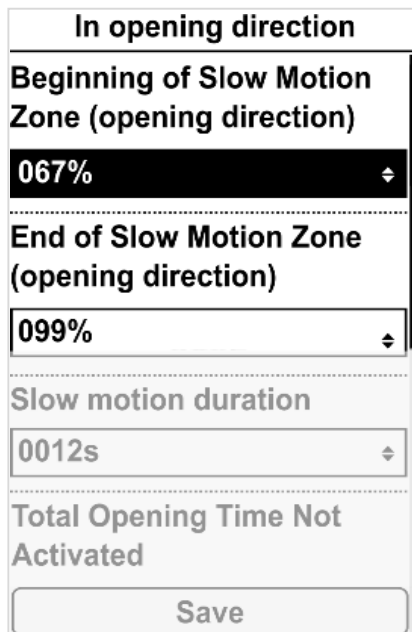 In opening direction
Beginning of Slow Motion
Zone (opening direction)
067%
End of Slow Motion Zone
(opening direction)
099%
Slow motion duration
0012s
Total Opening Time Not
Activated
Save